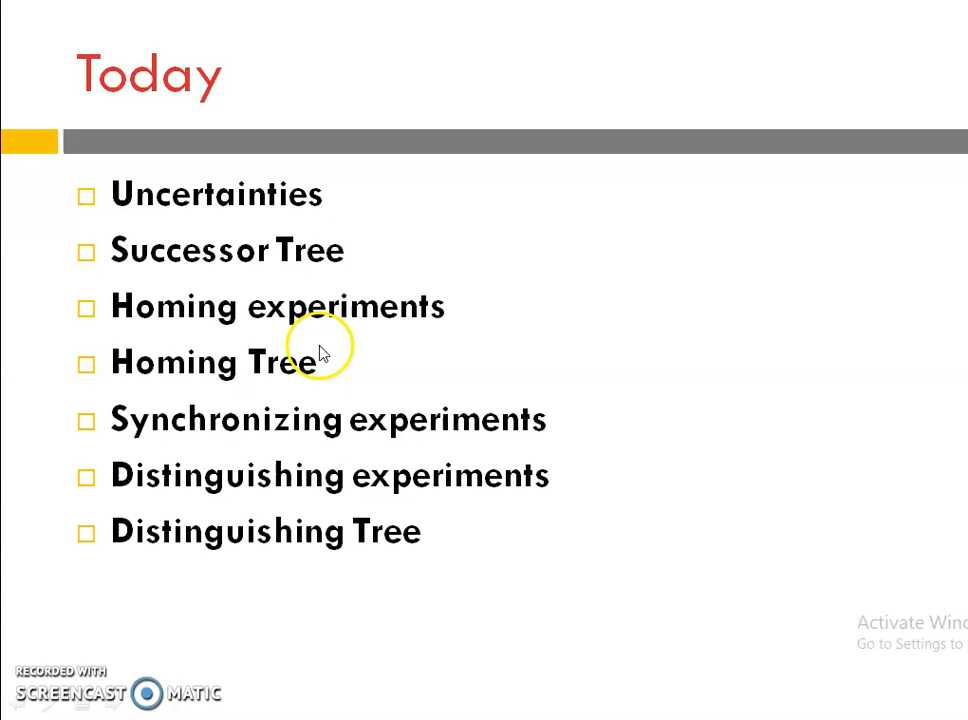 Today
Uncertainties
Successor Tree
Homing experiments
Homing Tree
Synchronizing experiments
Distinguishing experiments
Distinguishing Tree
Activate Wind
Go to Settings to
RECORDED WITH
SCREENCAST MATIC